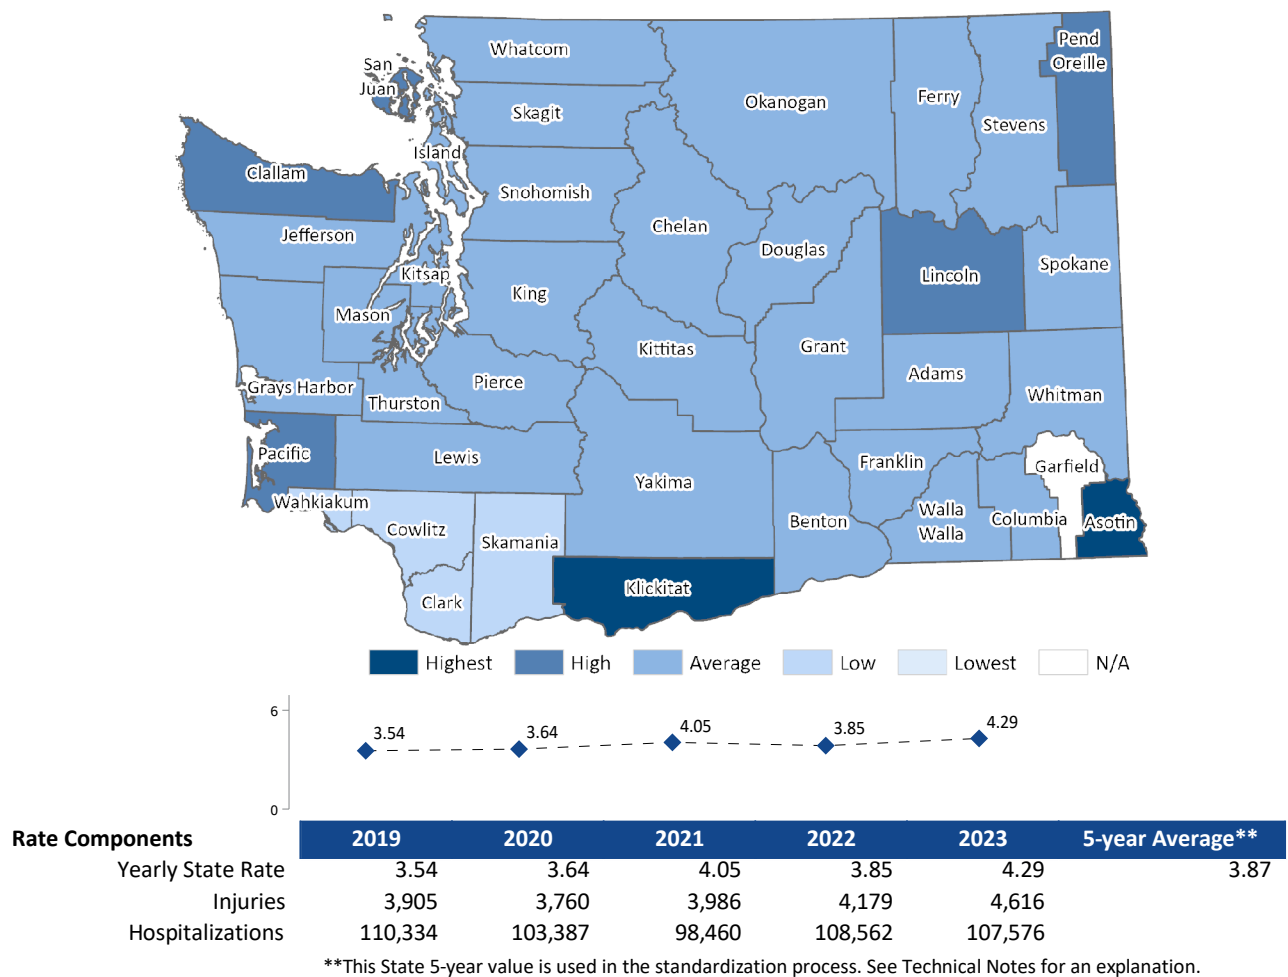 Whatcom
San
Juan
Skagit
Okanogan
Ferry
Stevens
Pend
Oreille
Island
Clallam
Snohomish
Chelan
Douglas
Jefferson
Kitsap
King
Lincoln
Spokane
Mason
Kittitas
Grant
Adams
Whitman
Grays Harbor
Thurston
Pierce
Pacific
Lewis
Yakima
Franklin
Garfield
Wahkiakum
Cowlitz
Skamania
Benton
Walla
Walla
Columbia
Asotin
Clark
Klickitat
Highest High Average Low Lowest N/A
6
3.54 3.64 4.05 3.85 4.29
0
Rate Components 2019 2020 2021 2022 2023 5-year Average**
Yearly State Rate 3.54 3.64 4.05 3.85 4.29 3.87
Injuries 3,905 3,760 3,986 4,179 4,616
Hospitalizations 110,334 103,387 98,460 108,562 107,576
**This State 5-year value is used in the standardization process. See Technical Notes for an explanation.